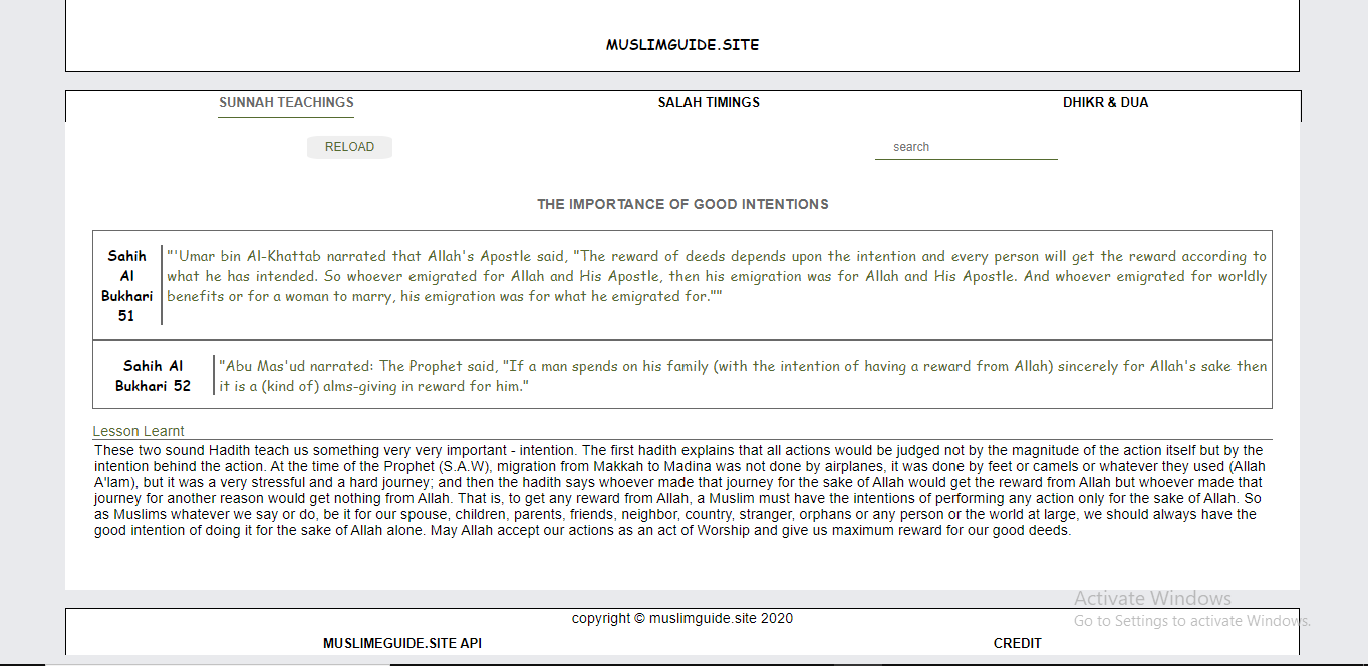 MUSLIMGUIDE.SITE
SUNNAH TEACHINGS
SALAH TIMINGS
DHIKR & DUA
RELOAD
search
THE IMPORTANCE OF GOOD INTENTIONS
Sahih
Al
Bukhari
51
"'Umar bin Al-Khattab narrated that Allah's Apostle said, "The reward of deeds depends upon the intention and every person will get the reward according to
what he has intended. So whoever emigrated for Allah and His Apostle, then his emigration was for Allah and His Apostle. And whoever emigrated for worldly
benefits or for a woman to marry, his emigration was for what he emigrated for.""
Sahih Al
Bukhari 52
"Abu Mas'ud narrated: The Prophet said, "If a man spends on his family (with the intention of having a reward from Allah) sincerely for Allah's sake then
it is a (kind of) alms-giving in reward for him."
Lesson Learnt
These two sound Hadith teach us something very very important - intention. The first hadith explains that all actions would be judged not by the magnitude of the action itself but by the
intention behind the action. At the time of the Prophet (S.A.W), migration from Makkah to Madina was not done by airplanes, it was done by feet or camels or whatever they used (Allah
A'lam), but it was a very stressful and a hard journey; and then the hadith says whoever made that journey for the sake of Allah would get the reward from Allah but whoever made that
journey for another reason would get nothing from Allah. That is, to get any reward from Allah, a Muslim must have the intentions of performing any action only for the sake of Allah. So
as Muslims whatever we say or do, be it for our spouse, children, parents, friends, neighbor, country, stranger, orphans or any person or the world at large, we should always have the
good intention of doing it for the sake of Allah alone. May Allah accept our actions as an act of Worship and give us maximum reward for our good deeds.
Activate Windows
Go to Settings to activate Windows.
copyright © muslimguide.site 2020
MUSLIMEGUIDE.SITE API
CREDIT